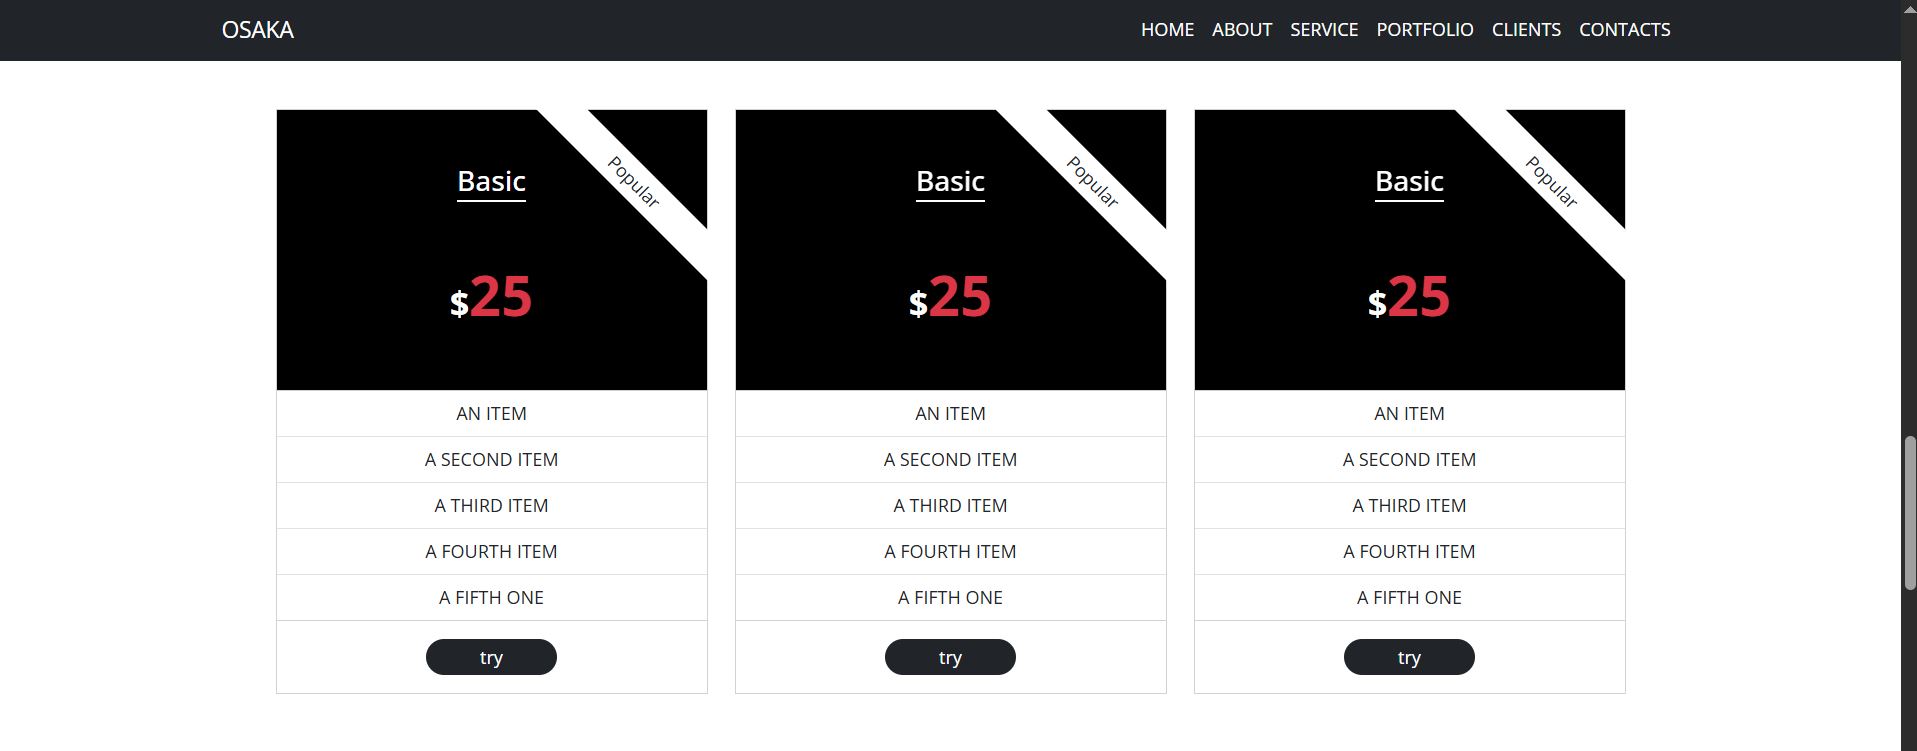 OSAKA HOME ABOUT SERVICE PORTFOLIO CLIENTS CONTACTS
Basic
Popular
$25
AN ITEM
A SECOND ITEM
A THIRD ITEM
A FOURTH ITEM
A FIFTH ONE
try
Basic
Popular
$25
AN ITEM
A SECOND ITEM
A THIRD ITEM
A FOURTH ITEM
A FIFTH ONE
try
Basic
Popular
$25
AN ITEM
A SECOND ITEM
A THIRD ITEM
A FOURTH ITEM
A FIFTH ONE
try